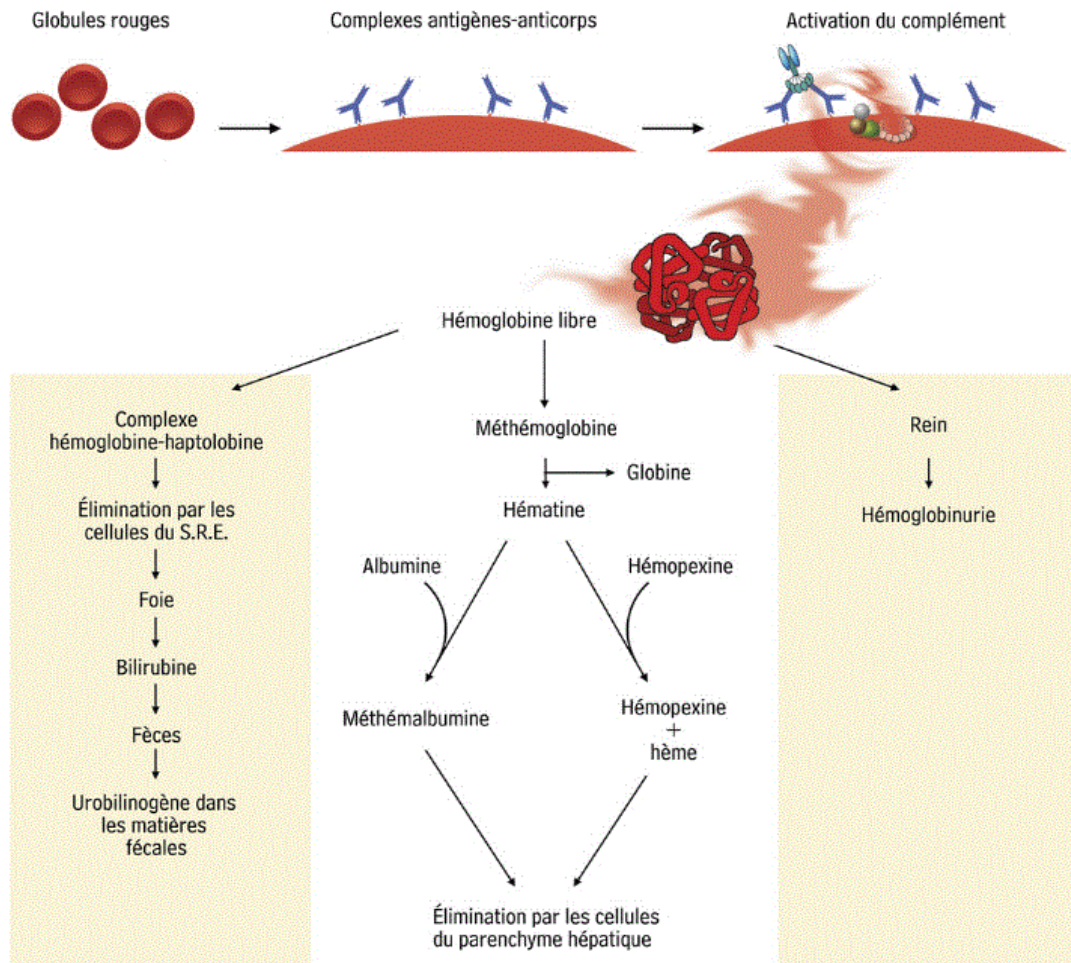 Globules rouges
Complexes antigènes-anticorps
Activation du complément
Hémoglobine libre
Complexe
hémoglobine-haptolobine
Élimination par les
cellules du S.R.E.
Foie
Bilirubine
Fèces
Urobilinogène dans
les matières
fécales
Méthémoglobine
Globine
Hématine
Albumine
Hémopexine
Méthémalbumine
Hémopexine
+
hème
Élimination par les cellules
du parenchyme hépatique
Rein
Hémoglobinurie